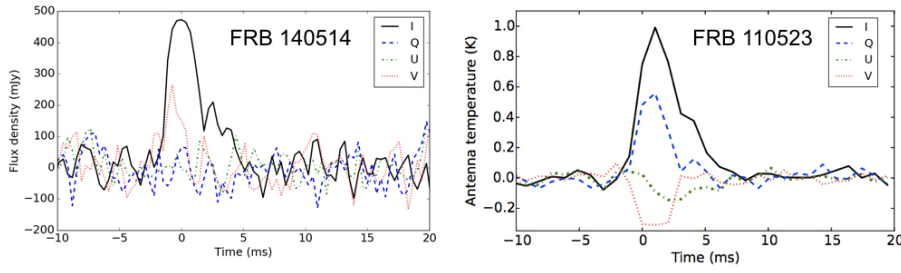 FRB 140514
I
Q
U
V
Flux density (mJy)
500
400
300
200
100
0
−100
−200
−10
−5
0
5
10
15
20
Time (ms)
FRB 110523
I
Q
U
V
Antenna temperature (K)
1.0
0.8
0.6
0.4
0.2
0.0
−0.2
−10
−5
0
5
10
15
20
Time (ms)